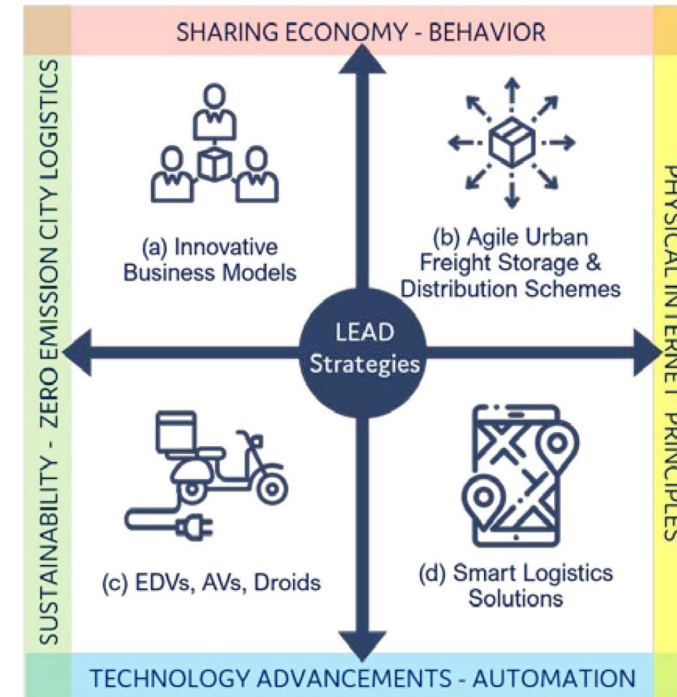 SHARING ECONOMY - BEHAVIOR
SUSTAINABILITY - ZERO EMISSION CITY LOGISTICS
PHYSICAL INTERNET PRINCIPLES
(a) Innovative
Business Models
(b) Agile Urban
Freight Storage &
Distribution Schemes
LEAD
Strategies
(c) EDVs, AVs, Droids
(d) Smart Logistics
Solutions
TECHNOLOGY ADVANCEMENTS - AUTOMATION